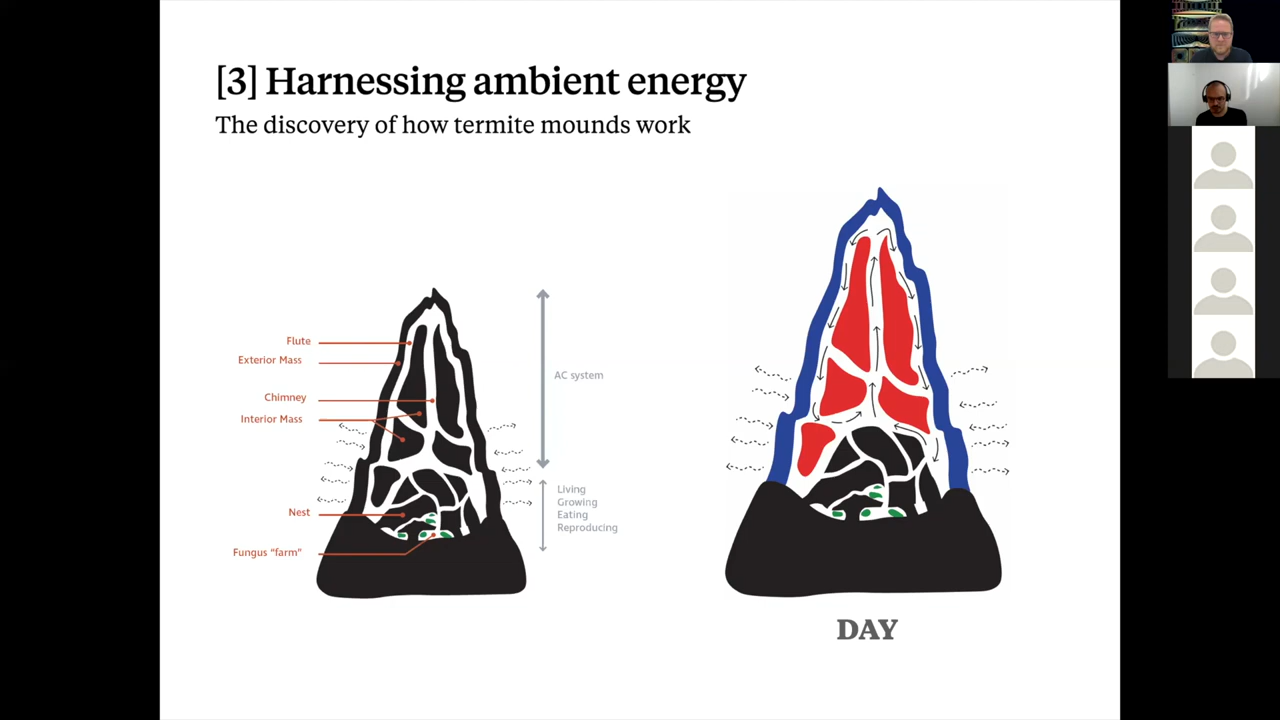 [3] Harnessing ambient energy
The discovery of how termite mounds work
Flute
Exterior Mass
Chimney
Interior Mass
Nest
Fungus “farm”
AC system
Living
Growing
Eating
Reproducing
DAY